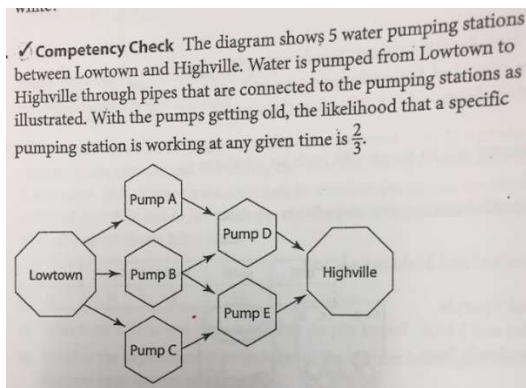 ✓ Competency Check The diagram shows 5 water pumping stations
between Lowtown and Highville. Water is pumped from Lowtown to
Highville through pipes that are connected to the pumping stations as
illustrated. With the pumps getting old, the likelihood that a specific
pumping station is working at any given time is 2/3.
Pump A
Pump D
Lowtown
Pump B
Highville
Pump E
Pump C